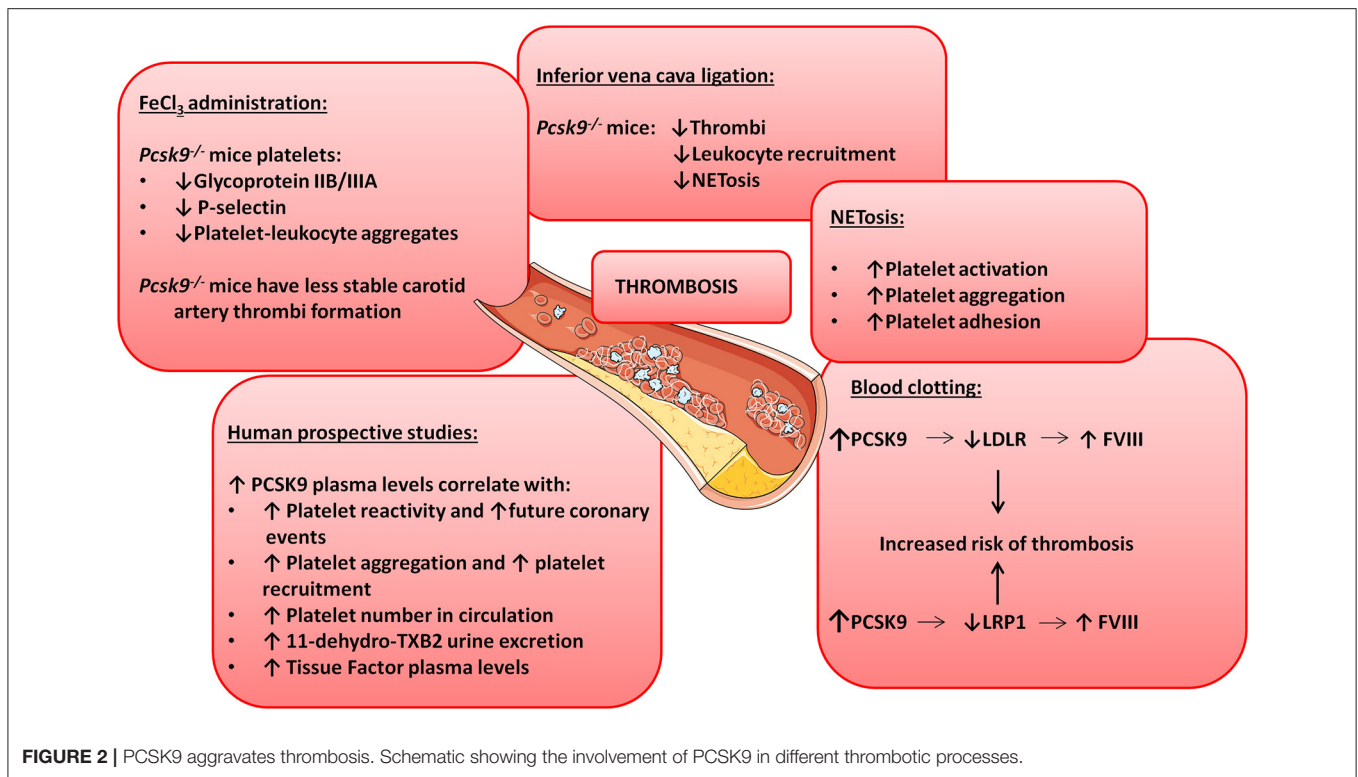 FeCl₃ administration:
Pcsk9⁻/⁻ mice platelets:
• ↓Glycoprotein IIB/IIIA
• ↓ P-selectin
• ↓Platelet-leukocyte aggregates
Pcsk9⁻/⁻ mice have less stable carotid
artery thrombi formation
Inferior vena cava ligation:
Pcsk9⁻/⁻ mice: ↓Thrombi
↓Leukocyte recruitment
↓NETosis
THROMBOSIS
NETosis:
• ↑Platelet activation
• ↑Platelet aggregation
• ↑Platelet adhesion
Human prospective studies:
↑ PCSK9 plasma levels correlate with:
• ↑ Platelet reactivity and ↑future coronary
events
• ↑ Platelet aggregation and ↑ platelet
recruitment
• ↑ Platelet number in circulation
• ↑ 11-dehydro-TXB2 urine excretion
• ↑ Tissue Factor plasma levels
Blood clotting:
↑PCSK9 → ↓LDLR → ↑ FVIII
↓
Increased risk of thrombosis
↑
↑PCSK9 → ↓LRP1 → ↑ FVIII
FIGURE 2 | PCSK9 aggravates thrombosis. Schematic showing the involvement of PCSK9 in different thrombotic processes.